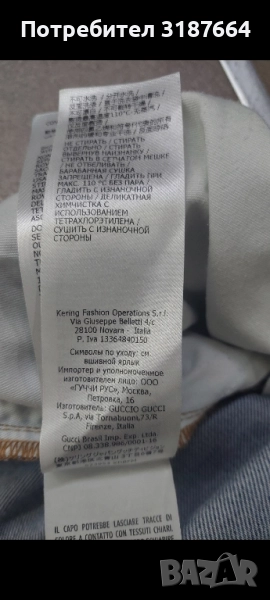 Потребител 3187664
НЕ СТИРАТЬ / СТИРАТЬ
ОТДЕЛЬНО / СТИРАТЬ
ВЫВЕРНУВ НАИЗНАНКУ /
СТИРАТЬ В СЕТЧАТОМ МЕШКЕ
/ НЕ ОТБЕЛИВАТЬ /
БАРАБАННАЯ СУШКА
ЗАПРЕЩЕНА / ГЛАДИТЬ ПРИ
МАКС. 110 °C БЕЗ ПАРА /
ГЛАДИТЬ С ИЗНАНОЧНОЙ
СТОРОНЫ / ДЕЛИКАТНАЯ
ХИМЧИСТКА С
ИСПОЛЬЗОВАНИЕМ
ТЕТРАХЛОРЭТИЛЕНА /
СУШИТЬ С ИЗНАНОЧНОЙ
СТОРОНЫ
Kering Fashion Operations S.r.l.
Via Giuseppe Belletti 4/c
28100 Novara - Italia
P. Iva 13364840150
Символы по уходу: см.
вшивной ярлык
Импортер и уполномоченное
изготовителем лицо: ООО
«ГУЧЧИ РУС», Москва,
Петровка, 16
Изготовитель: GUCCIO GUCCI
S.p.A, via Tornabuoni,73/R
Firenze, Italia
Gucci Brasil Imp. Exp. Ltda.
IL CAPO POTREBBE LASCIARE TRACCE DI
COLORE A CONTATTO CON TESSUTI CHIARI.
bazar.bg